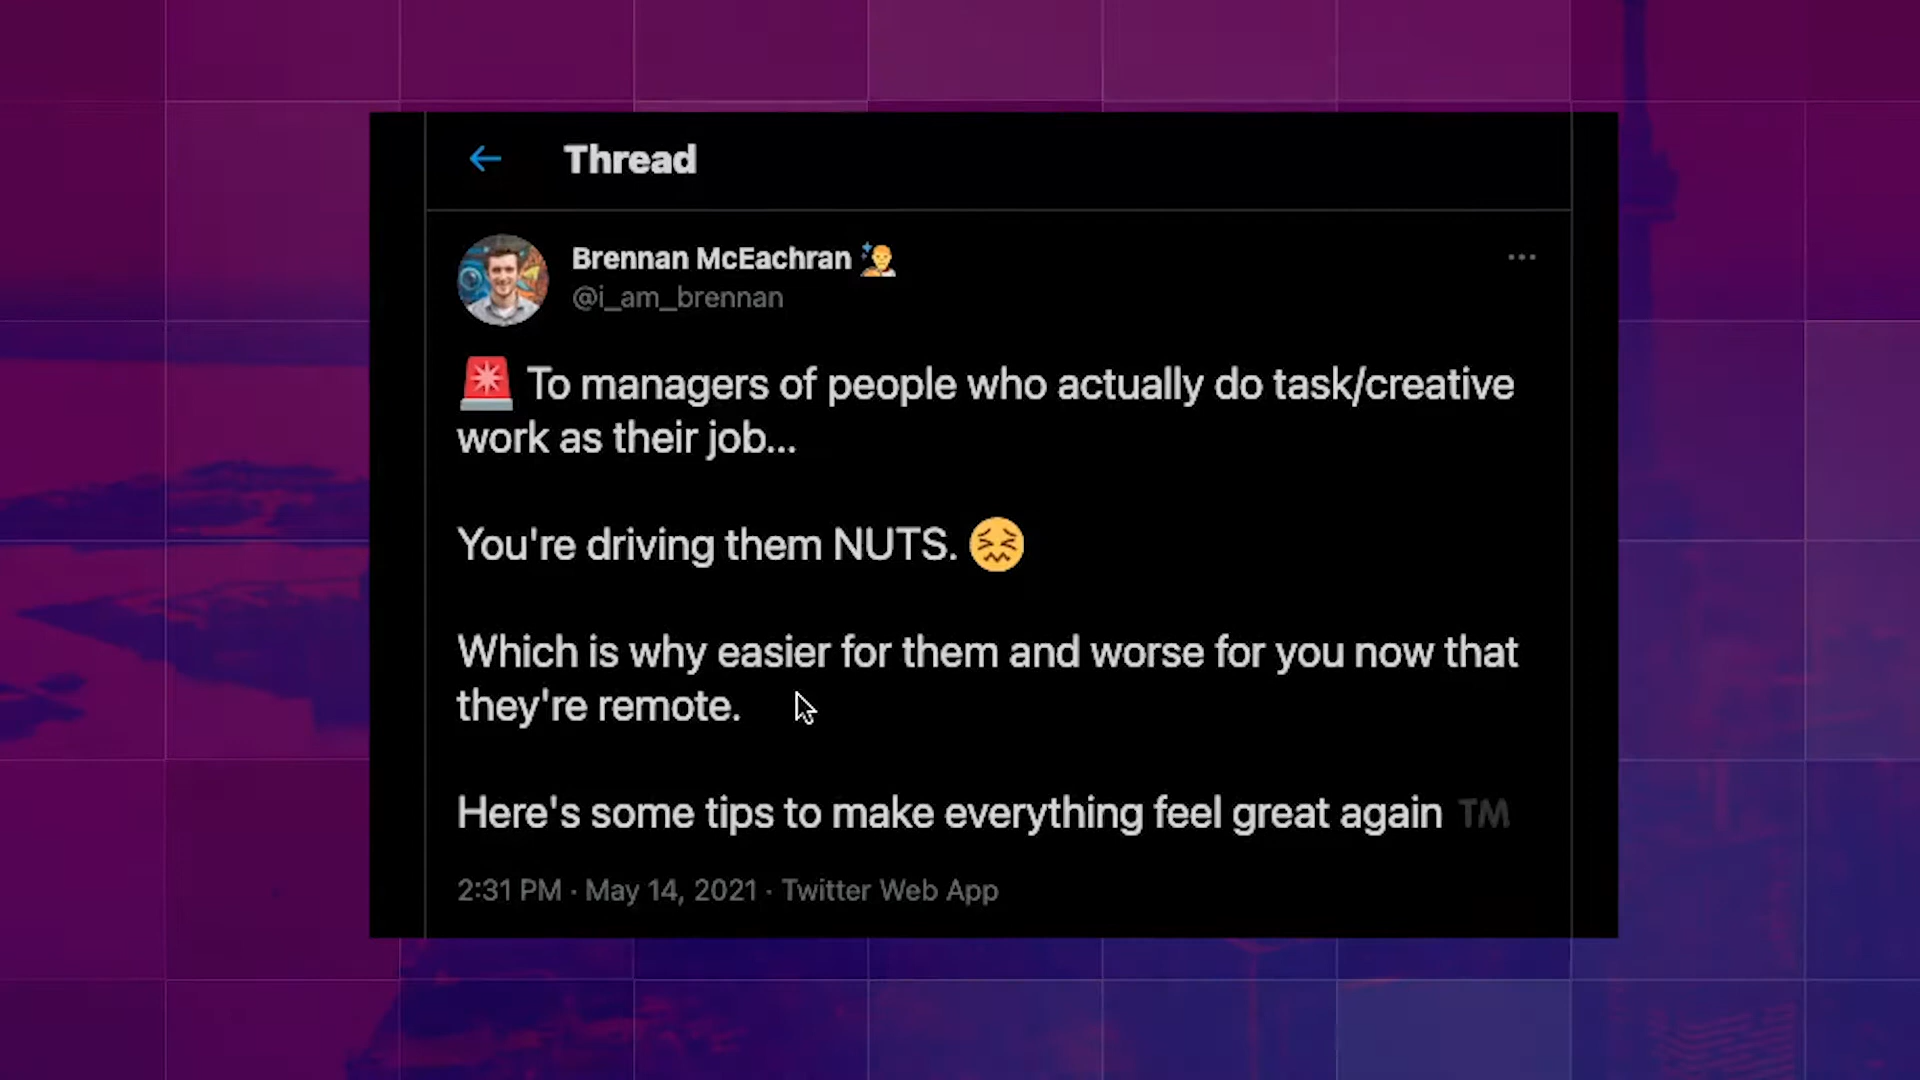 Thread
Brennan McEachran
@i_am_brennan
🚨 To managers of people who actually do task/creative
work as their job...
You're driving them NUTS. 😖
Which is why easier for them and worse for you now that
they're remote.
Here's some tips to make everything feel great again ™
2:31 PM · May 14, 2021 · Twitter Web App